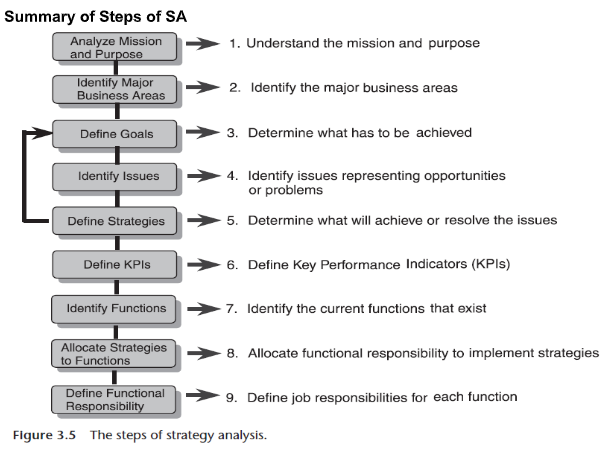 Summary of Steps of SA
Analyze Mission
and Purpose
1. Understand the mission and purpose
Identify Major
Business Areas
2. Identify the major business areas
Define Goals
3. Determine what has to be achieved
Identify Issues
4. Identify issues representing opportunities
or problems
Define Strategies
5. Determine what will achieve or resolve the issues
Define KPIs
6. Define Key Performance Indicators (KPIs)
Identify Functions
7. Identify the current functions that exist
Allocate Strategies
to Functions
8. Allocate functional responsibility to implement strategies
Define Functional
Responsibility
9. Define job responsibilities for each function
Figure 3.5 The steps of strategy analysis.